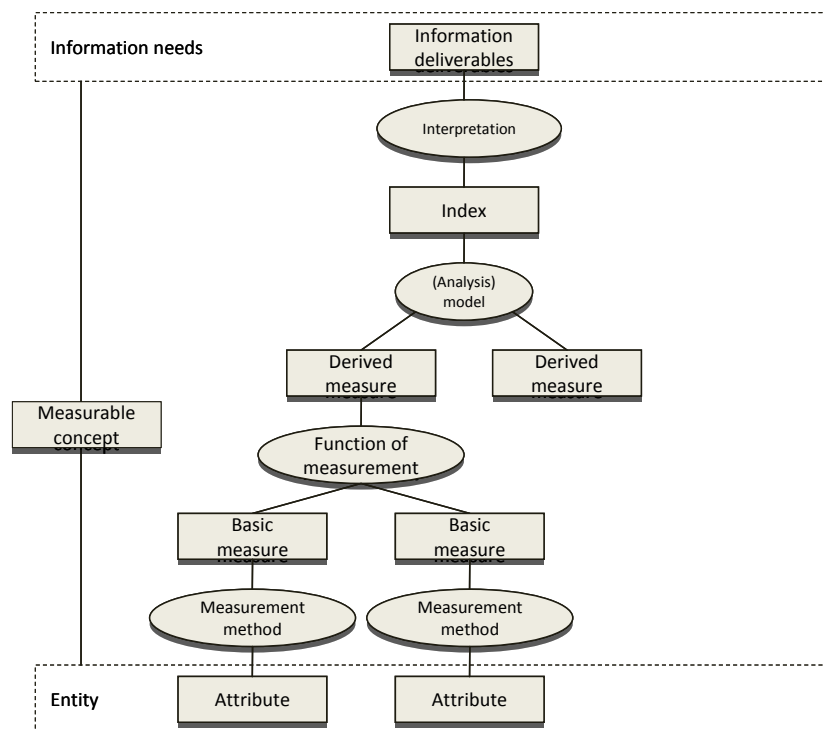 Information needs
Information
deliverables
Interpretation
Index
(Analysis)
model
Derived
measure
Derived
measure
Measurable
concept
Function of
measurement
Basic
measure
Basic
measure
Measurement
method
Measurement
method
Entity
Attribute
Attribute